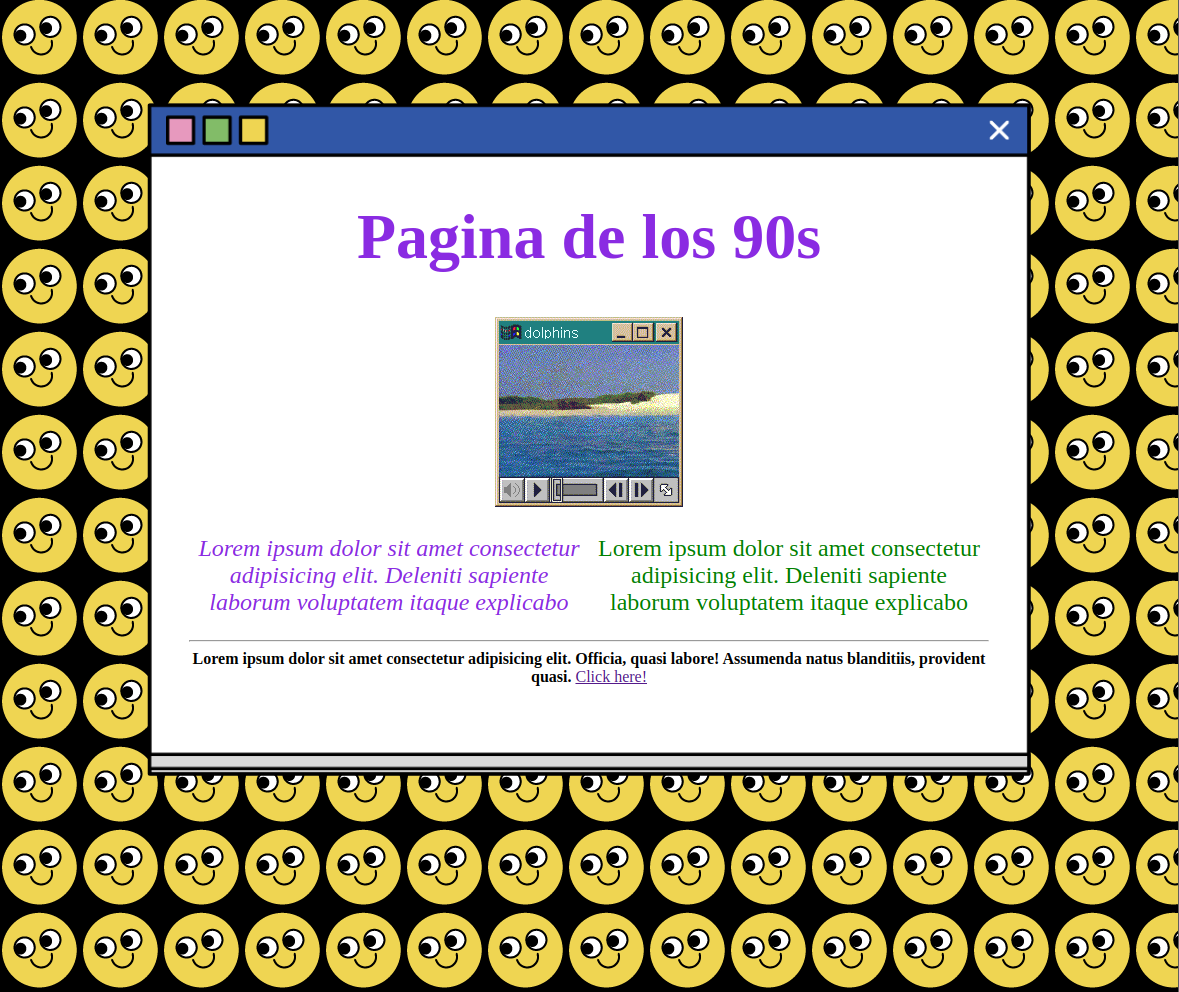 Pagina de los 90s
dolphins
Lorem ipsum dolor sit amet consectetur
adipisicing elit. Deleniti sapiente
laborum voluptatem itaque explicabo
Lorem ipsum dolor sit amet consectetur
adipisicing elit. Deleniti sapiente
laborum voluptatem itaque explicabo
Lorem ipsum dolor sit amet consectetur adipisicing elit. Officia, quasi labore! Assumenda natus blanditiis, provident
quasi. Click here!